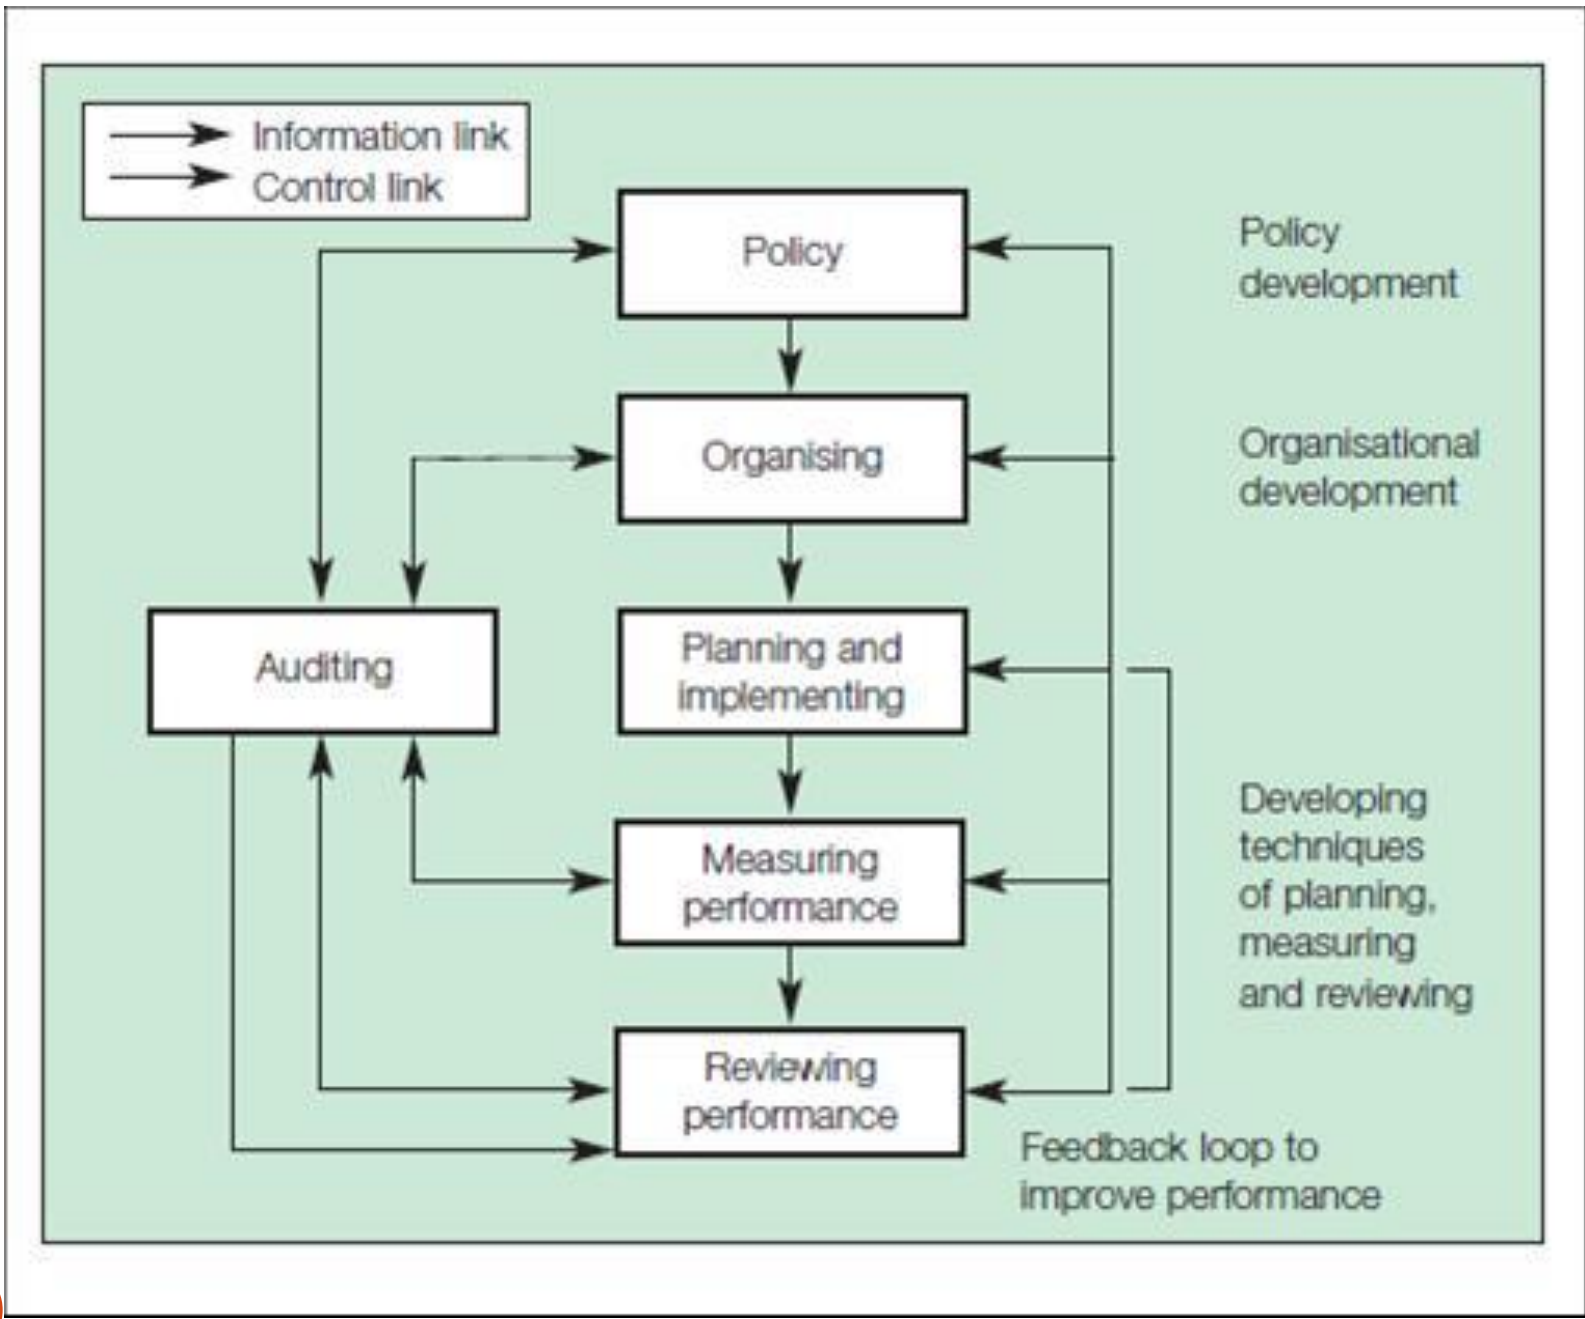 Information link
Control link
Policy
Policy
development
Organising
Organisational
development
Auditing
Planning and
implementing
Measuring
performance
Developing
techniques
of planning,
measuring
and reviewing
Reviewing
performance
Feedback loop to
improve performance